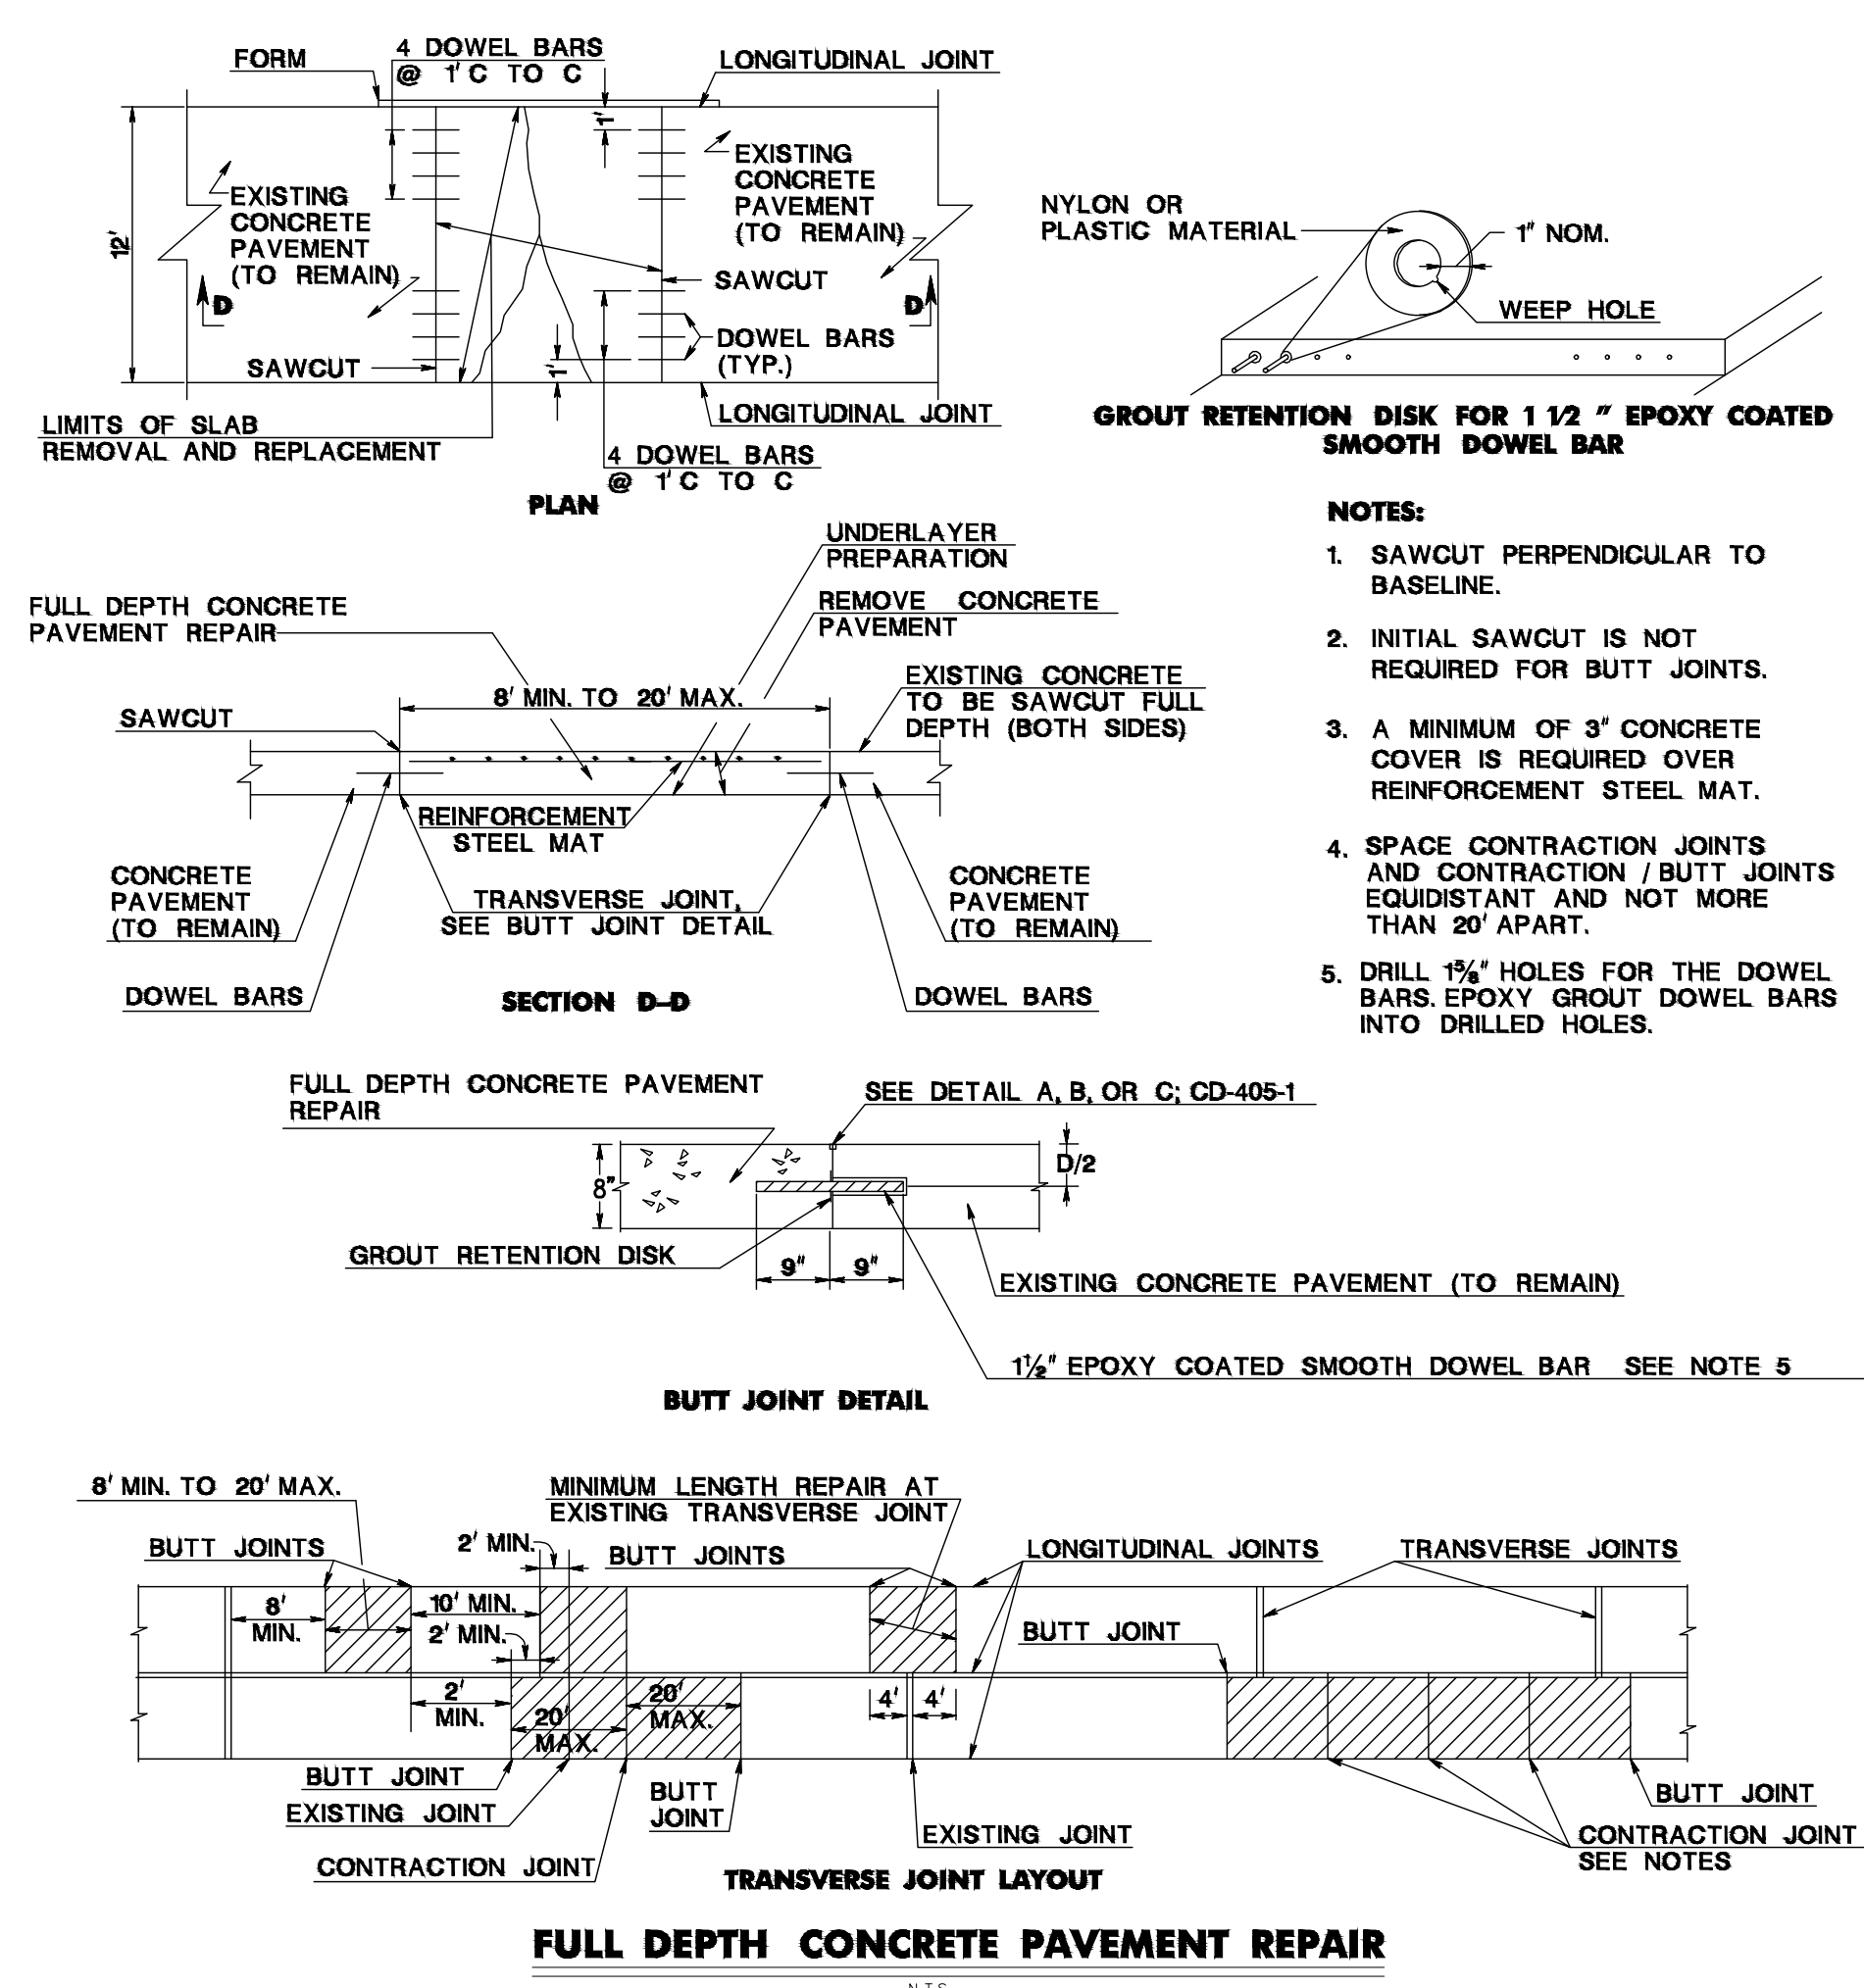 FORM
4 DOWEL BARS
@ 1' C TO C
LONGITUDINAL JOINT
12'
1'
EXISTING
CONCRETE
PAVEMENT
(TO REMAIN)
EXISTING
CONCRETE
PAVEMENT
(TO REMAIN)
D
D
SAWCUT
DOWEL BARS
(TYP.)
SAWCUT
1'
LIMITS OF SLAB
REMOVAL AND REPLACEMENT
LONGITUDINAL JOINT
4 DOWEL BARS
@ 1' C TO C
PLAN
NYLON OR
PLASTIC MATERIAL
1" NOM.
WEEP HOLE
GROUT RETENTION DISK FOR 1 1/2 " EPOXY COATED
SMOOTH DOWEL BAR
NOTES:
1. SAWCUT PERPENDICULAR TO
BASELINE.
2. INITIAL SAWCUT IS NOT
REQUIRED FOR BUTT JOINTS.
3. A MINIMUM OF 3" CONCRETE
COVER IS REQUIRED OVER
REINFORCEMENT STEEL MAT.
4. SPACE CONTRACTION JOINTS
AND CONTRACTION / BUTT JOINTS
EQUIDISTANT AND NOT MORE
THAN 20' APART.
5. DRILL 1⅝" HOLES FOR THE DOWEL
BARS. EPOXY GROUT DOWEL BARS
INTO DRILLED HOLES.
UNDERLAYER
PREPARATION
FULL DEPTH CONCRETE
PAVEMENT REPAIR
REMOVE CONCRETE
PAVEMENT
8' MIN. TO 20' MAX.
EXISTING CONCRETE
TO BE SAWCUT FULL
DEPTH (BOTH SIDES)
SAWCUT
REINFORCEMENT
STEEL MAT
CONCRETE
PAVEMENT
(TO REMAIN)
TRANSVERSE JOINT,
SEE BUTT JOINT DETAIL
CONCRETE
PAVEMENT
(TO REMAIN)
DOWEL BARS
SECTION D-D
DOWEL BARS
FULL DEPTH CONCRETE PAVEMENT
REPAIR
SEE DETAIL A, B, OR C; CD-405-1
8"
D/2
GROUT RETENTION DISK
9"
9"
EXISTING CONCRETE PAVEMENT (TO REMAIN)
1½" EPOXY COATED SMOOTH DOWEL BAR SEE NOTE 5
BUTT JOINT DETAIL
8' MIN. TO 20' MAX.
MINIMUM LENGTH REPAIR AT
EXISTING TRANSVERSE JOINT
BUTT JOINTS
2' MIN.
BUTT JOINTS
LONGITUDINAL JOINTS
TRANSVERSE JOINTS
8'
MIN.
10' MIN.
2' MIN.
BUTT JOINT
2'
MIN.
20'
MAX.
20'
MAX.
4'
4'
BUTT JOINT
EXISTING JOINT
BUTT
JOINT
BUTT JOINT
EXISTING JOINT
CONTRACTION JOINT
SEE NOTES
CONTRACTION JOINT
TRANSVERSE JOINT LAYOUT
FULL DEPTH CONCRETE PAVEMENT REPAIR
N.T.S.